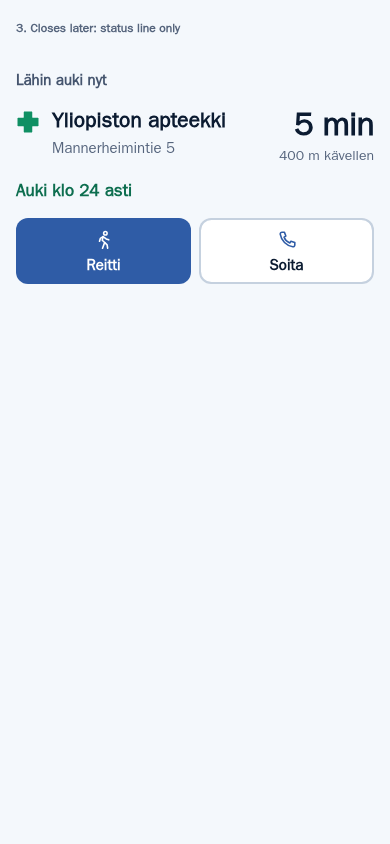 3. Closes later: status line only
Lähin auki nyt
Yliopiston apteekki
5 min
Mannerheimintie 5
400 m kävellen
Auki klo 24 asti
Reitti
Soita